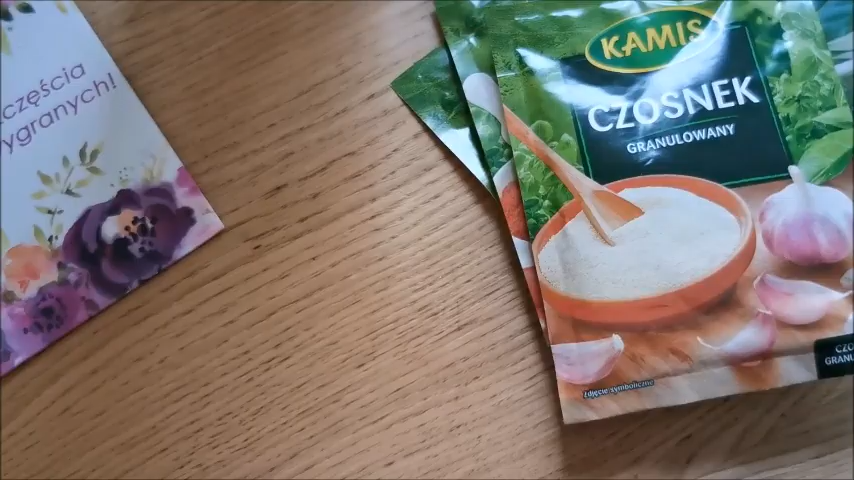 częścia
ygranych!
KAMIS
CZOSNEK
GRANULOWANY
zdjęcie symboliczne
CZO
GRANU